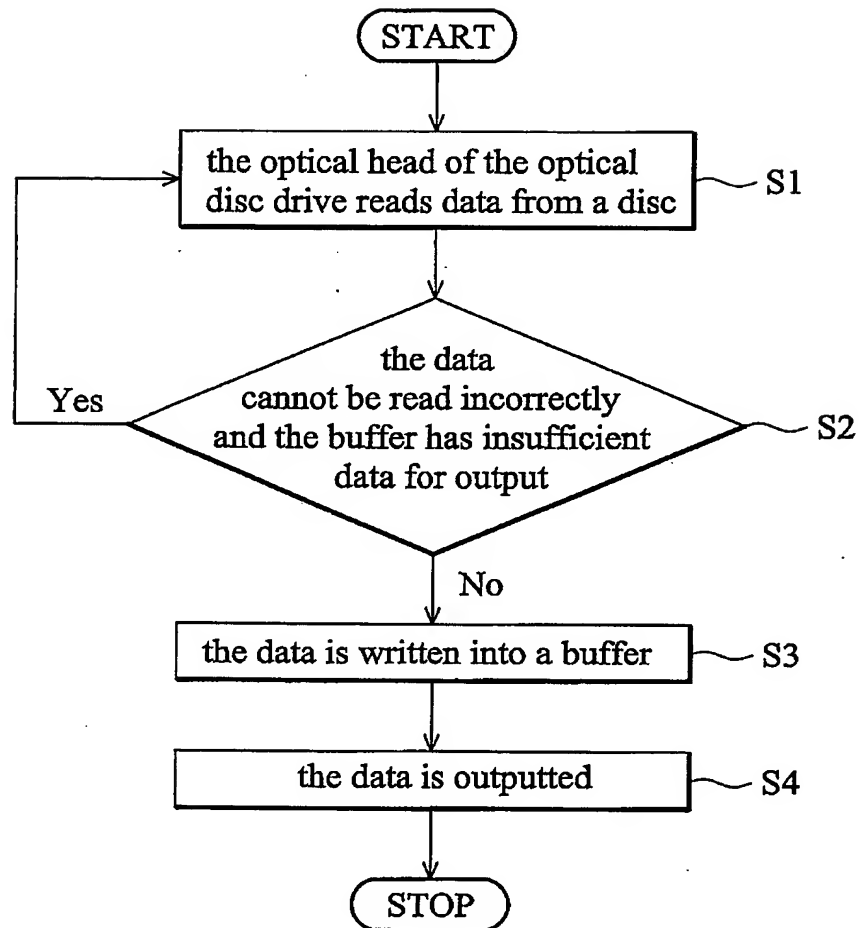 START
the optical head of the optical
disc drive reads data from a disc
S1
the data
cannot be read incorrectly
and the buffer has insufficient
data for output
Yes
S2
No
the data is written into a buffer
S3
the data is outputted
S4
STOP